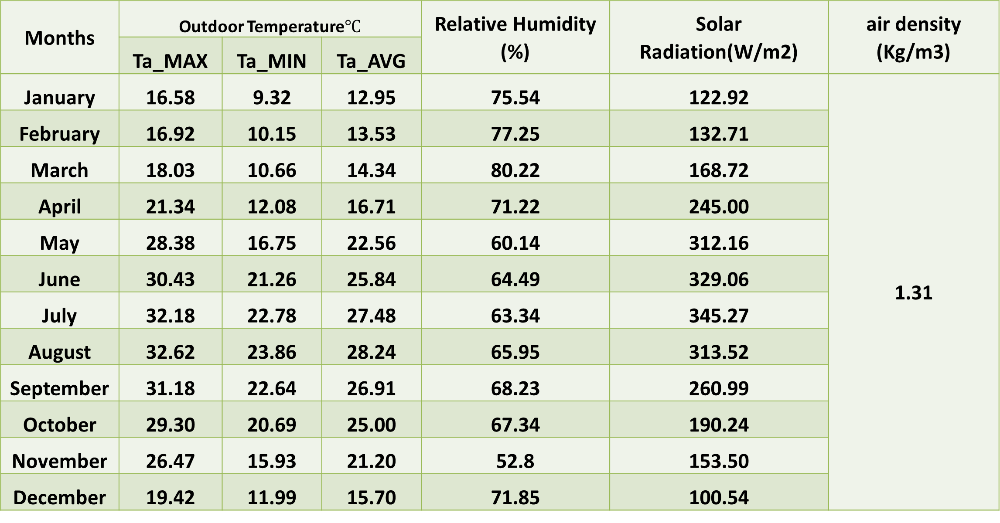 Months Outdoor Temperature℃ Relative Humidity (%) Solar Radiation(W/m2) air density (Kg/m3)
Ta_MAX Ta_MIN Ta_AVG
January 16.58 9.32 12.95 75.54 122.92
February 16.92 10.15 13.53 77.25 132.71
March 18.03 10.66 14.34 80.22 168.72
April 21.34 12.08 16.71 71.22 245.00
May 28.38 16.75 22.56 60.14 312.16
June 30.43 21.26 25.84 64.49 329.06
1.31
July 32.18 22.78 27.48 63.34 345.27
August 32.62 23.86 28.24 65.95 313.52
September 31.18 22.64 26.91 68.23 260.99
October 29.30 20.69 25.00 67.34 190.24
November 26.47 15.93 21.20 52.8 153.50
December 19.42 11.99 15.70 71.85 100.54